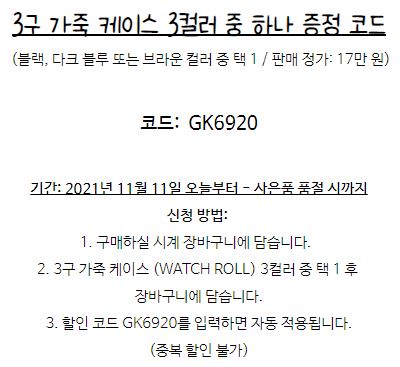 3구 가죽 케이스 3컬러 중 하나 증정 코드
(블랙, 다크 블루 또는 브라운 컬러 중 택 1 / 판매 정가: 17만 원)
코드: GK6920
기간: 2021년 11월 11일 오늘부터 - 사은품 품절 시까지
신청 방법:
1. 구매하실 시계 장바구니에 담습니다.
2. 3구 가죽 케이스 (WATCH ROLL) 3컬러 중 택 1 후
장바구니에 담습니다.
3. 할인 코드 GK6920를 입력하면 자동 적용됩니다.
(중복 할인 불가)